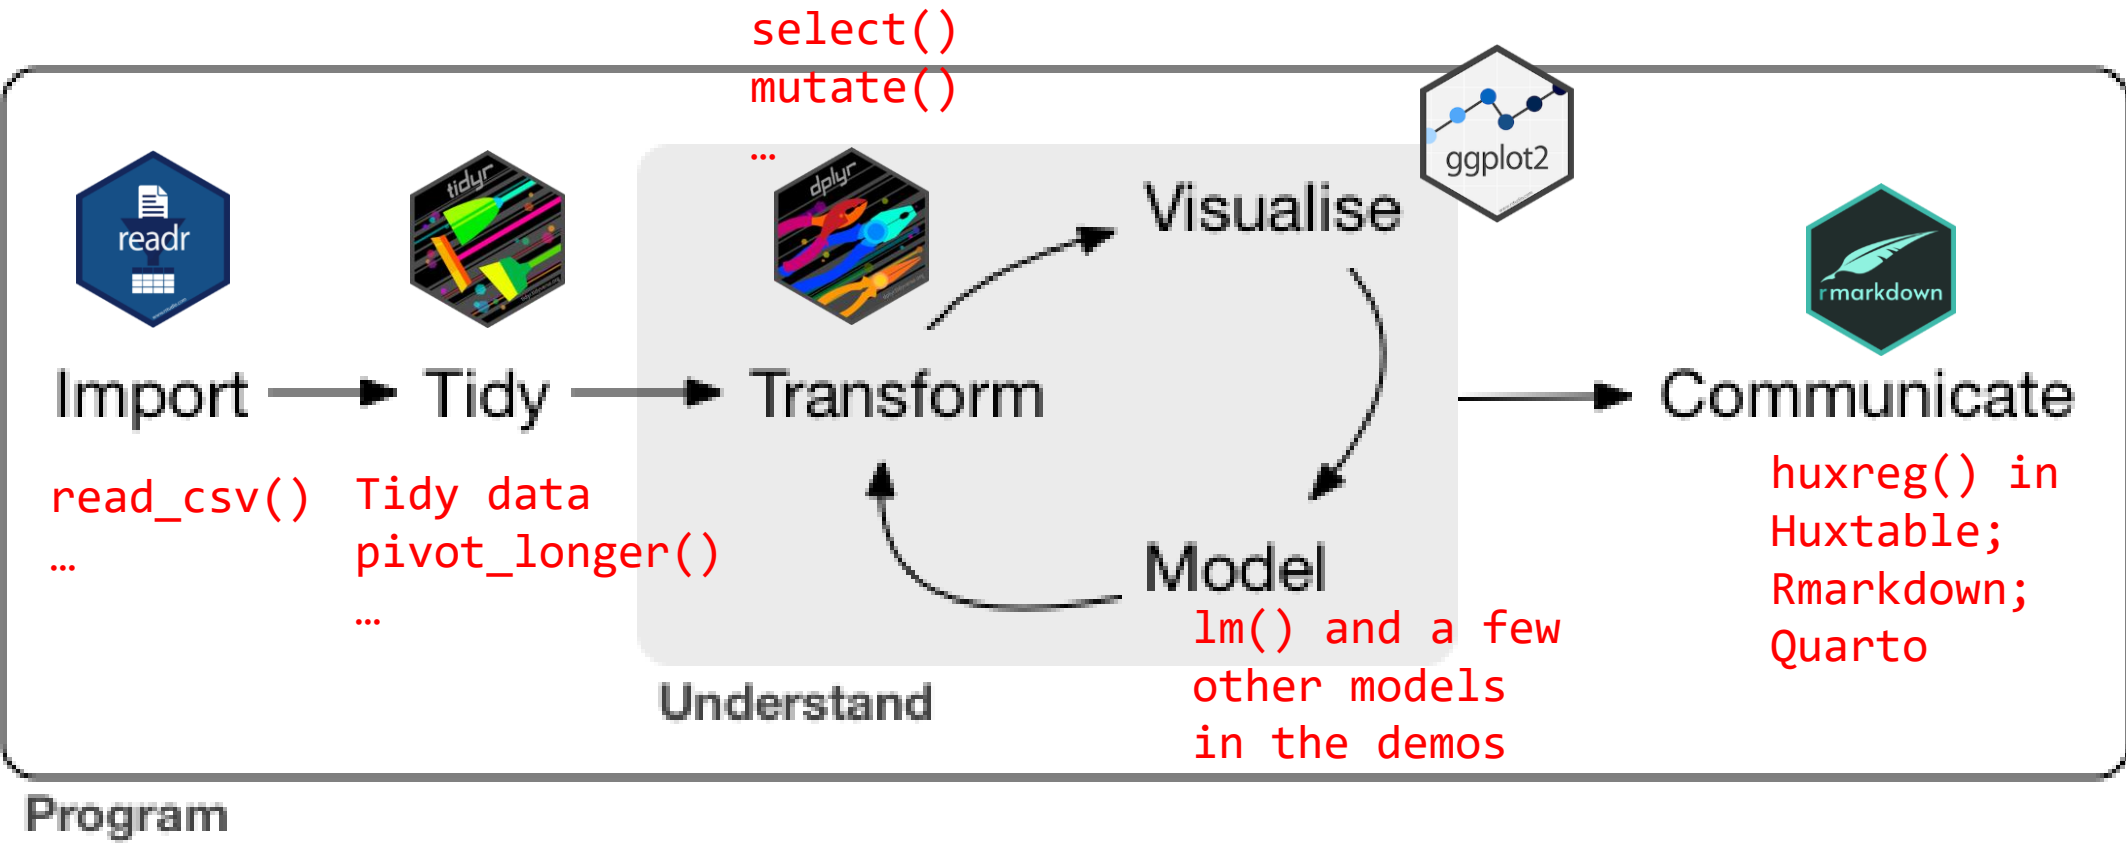 select()
mutate()
…
readr
tidyr
dplyr
ggplot2
rmarkdown
Visualise
Import
Tidy
Transform
Communicate
read_csv()
…
Tidy data
pivot_longer()
…
Model
lm() and a few
other models
in the demos
huxreg() in
Huxtable;
Rmarkdown;
Quarto
Understand
Program